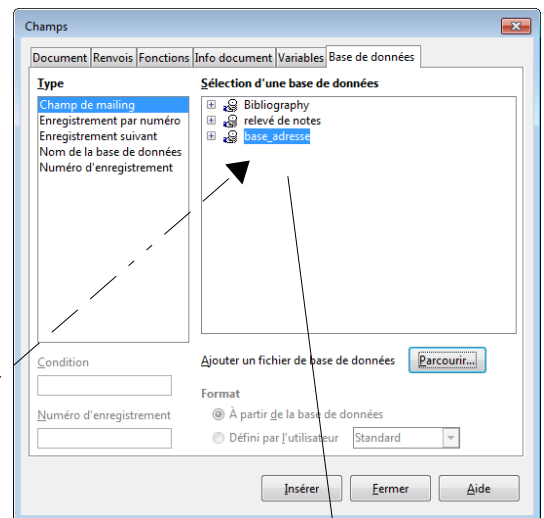 Champs
Document Renvois Fonctions Info document Variables Base de données
Type
Champ de mailing
Enregistrement par numéro
Enregistrement suivant
Nom de la base de données
Numéro d'enregistrement
Sélection d'une base de données
Bibliography
relevé de notes
base_adresse
Condition
Numéro d'enregistrement
Ajouter un fichier de base de données Parcourir...
Format
À partir de la base de données
Défini par l'utilisateur Standard
Insérer Fermer Aide